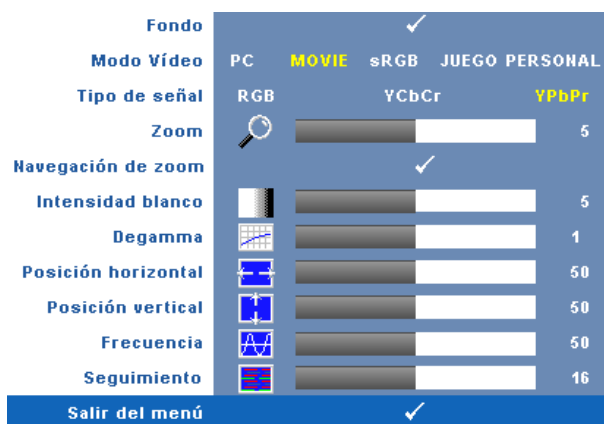 Fondo
Modo Vídeo PC MOVIE sRGB JUEGO PERSONAL
Tipo de señal RGB YCbCr YPbPr
Zoom 5
Navegación de zoom
Intensidad blanco 5
Degamma 1
Posición horizontal 50
Posición vertical 50
Frecuencia 50
Seguimiento 16
Salir del menú